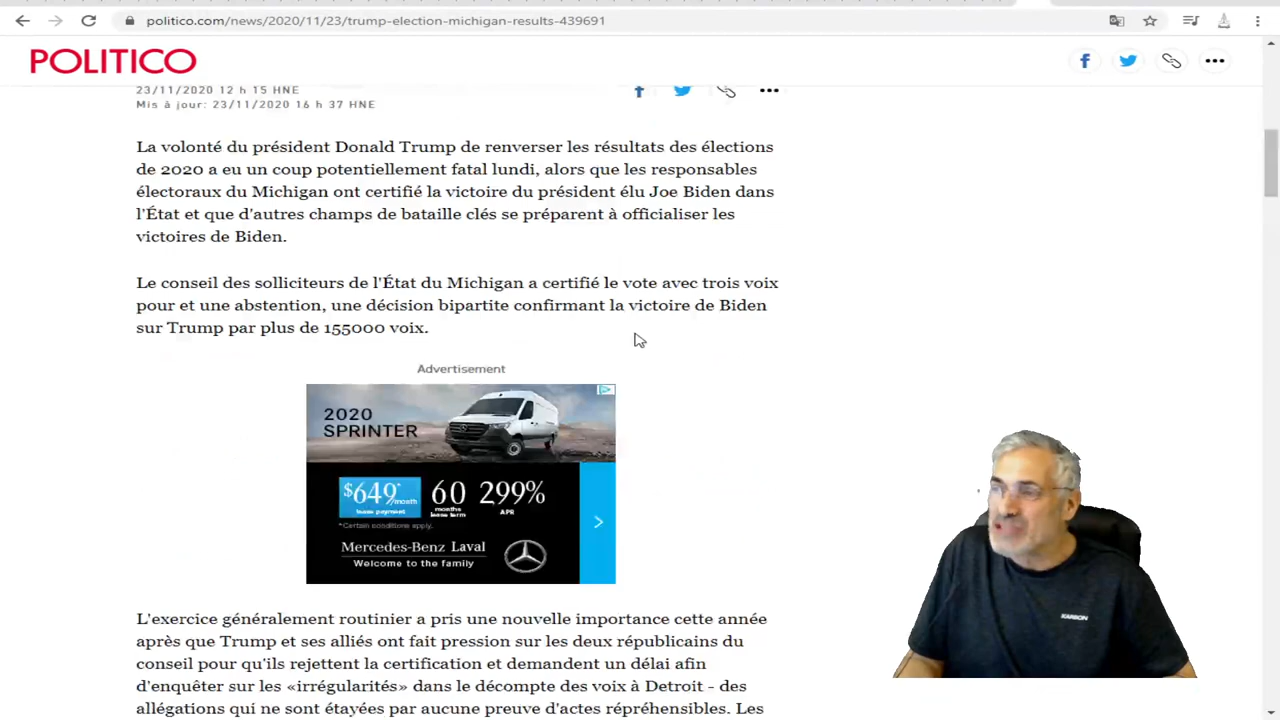 politico.com/news/2020/11/23/trump-election-michigan-results-439691
POLITICO
23/11/2020 12 h 15 HNE
Mis à jour: 23/11/2020 16 h 37 HNE
La volonté du président Donald Trump de renverser les résultats des élections
de 2020 a eu un coup potentiellement fatal lundi, alors que les responsables
électoraux du Michigan ont certifié la victoire du président élu Joe Biden dans
l'État et que d'autres champs de bataille clés se préparent à officialiser les
victoires de Biden.
Le conseil des solliciteurs de l'État du Michigan a certifié le vote avec trois voix
pour et une abstention, une décision bipartite confirmant la victoire de Biden
sur Trump par plus de 155000 voix.
Advertisement
2020
SPRINTER
$649* /month
lease payment
60
months
lease term
299%
APR
*Certain conditions apply.
Mercedes-Benz Laval
Welcome to the family
L'exercice généralement routinier a pris une nouvelle importance cette année
après que Trump et ses alliés ont fait pression sur les deux républicains du
conseil pour qu'ils rejettent la certification et demandent un délai afin
d'enquêter sur les «irrégularités» dans le décompte des voix à Detroit - des
allégations qui ne sont étayées par aucune preuve d'actes répréhensibles. Les
KARBON